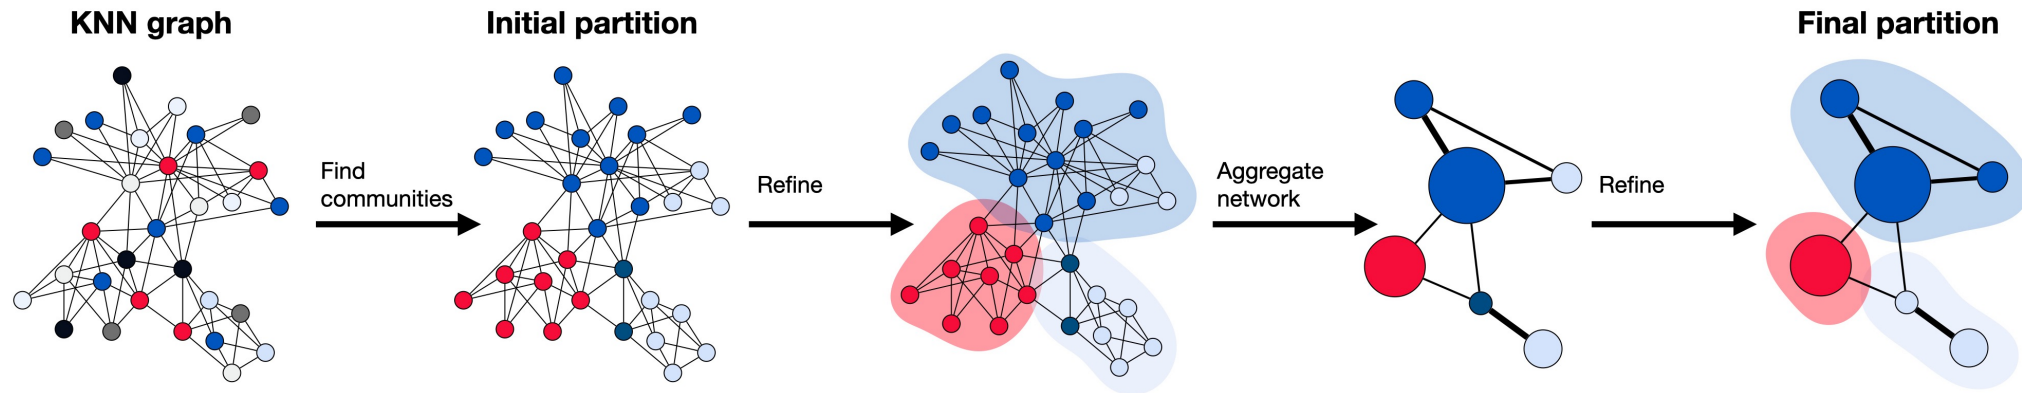 KNN graph
Initial partition
Final partition
Find
communities
Refine
Aggregate
network
Refine